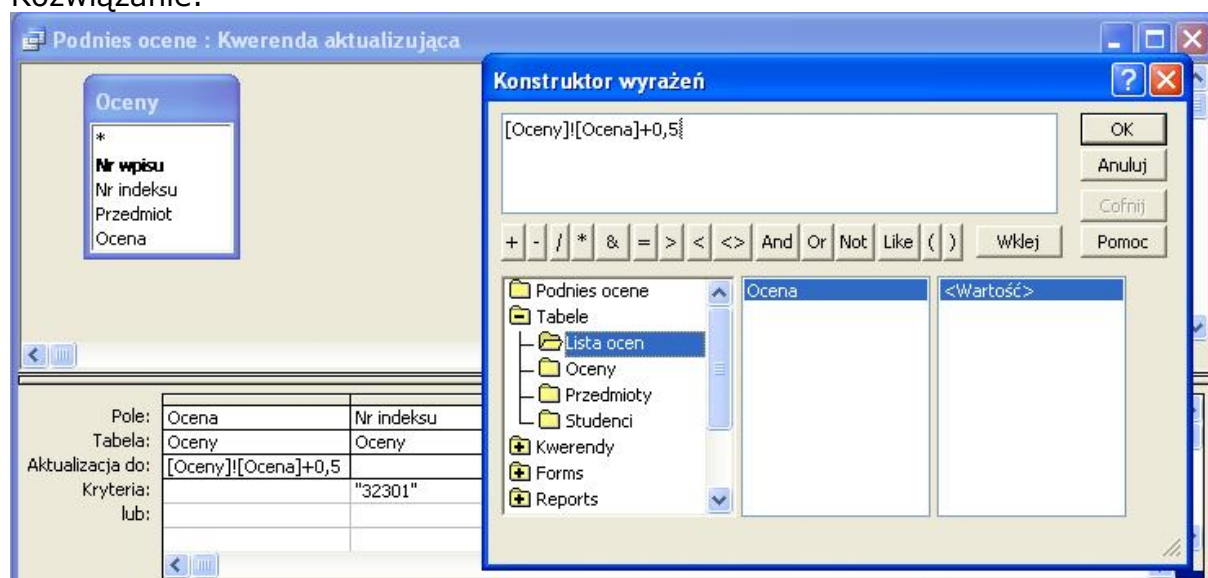 Rozwiązanie:
Podnies ocene : Kwerenda aktualizująca
Oceny
*
Nr wpisu
Nr indeksu
Przedmiot
Ocena
Konstruktor wyrażeń
[Oceny]![Ocena]+0,5
OK
Anuluj
Cofnij
+ - / * & = > < <> And Or Not Like ( ) Wklej Pomoc
Podnies ocene
Tabele
Lista ocen
Oceny
Przedmioty
Studenci
Kwerendy
Forms
Reports
Ocena
<Wartość>
Pole: Ocena Nr indeksu
Tabela: Oceny Oceny
Aktualizacja do: [Oceny]![Ocena]+0,5
Kryteria: "32301"
lub: